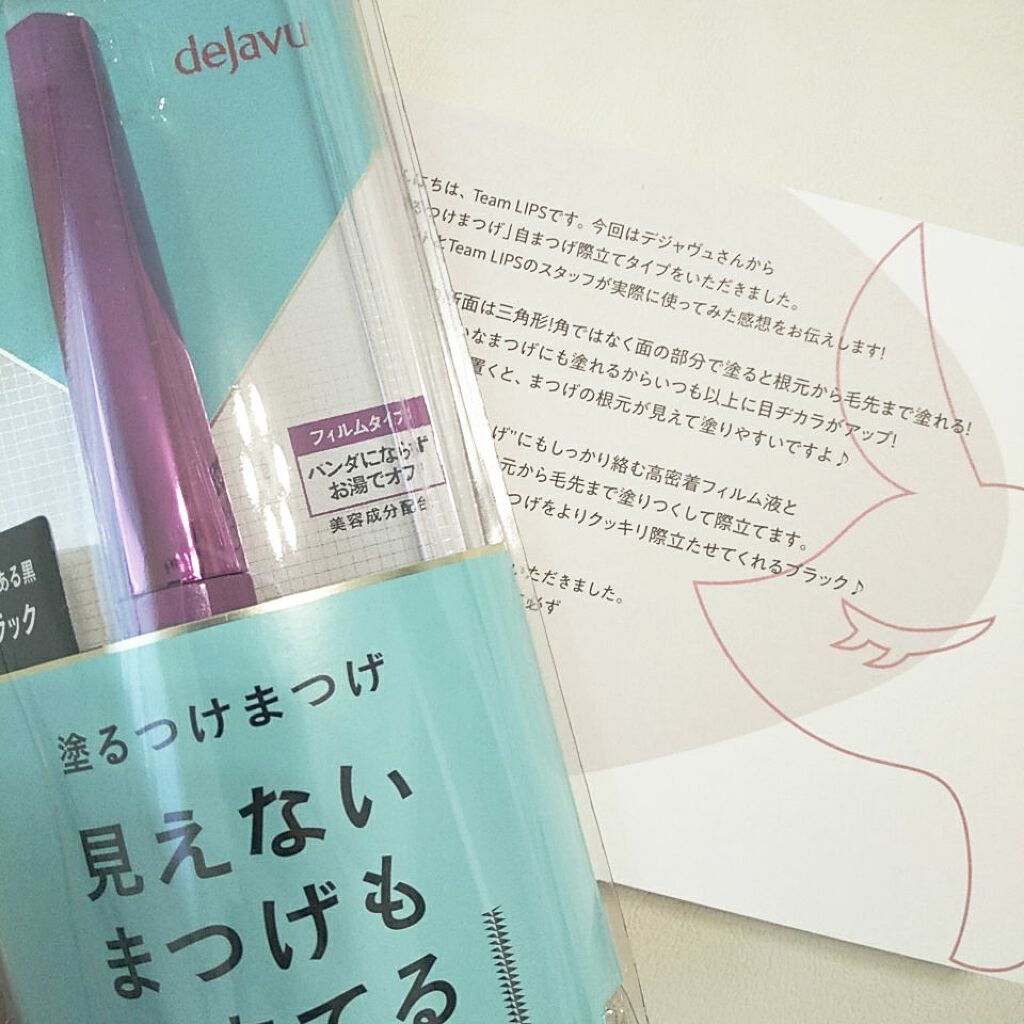 dejavu
フィルムタイプ
パンダにならず
お湯でオフ
美容成分配合
ある黒
ラック
塗るつけまつげ
見えない
まつげも
てる
にちは、Team LIPSです。今回はデジャヴュさんから
るつけまつげ」自まつげ際立てタイプをいただきました。
とTeam LIPSのスタッフが実際に使ってみた感想をお伝えします!
断面は三角形!角ではなく面の部分で塗ると根元から毛先まで塗れる!
なまつげにも塗れるからいつも以上に目ヂカラがアップ!
置くと、まつげの根元が見えて塗りやすいですよ♪
げ"にもしっかり絡む高密着フィルム液と
元から毛先まで塗りつくして際立てます。
つげをよりクッキリ際立たせてくれるブラック♪
いただきました。
必ず